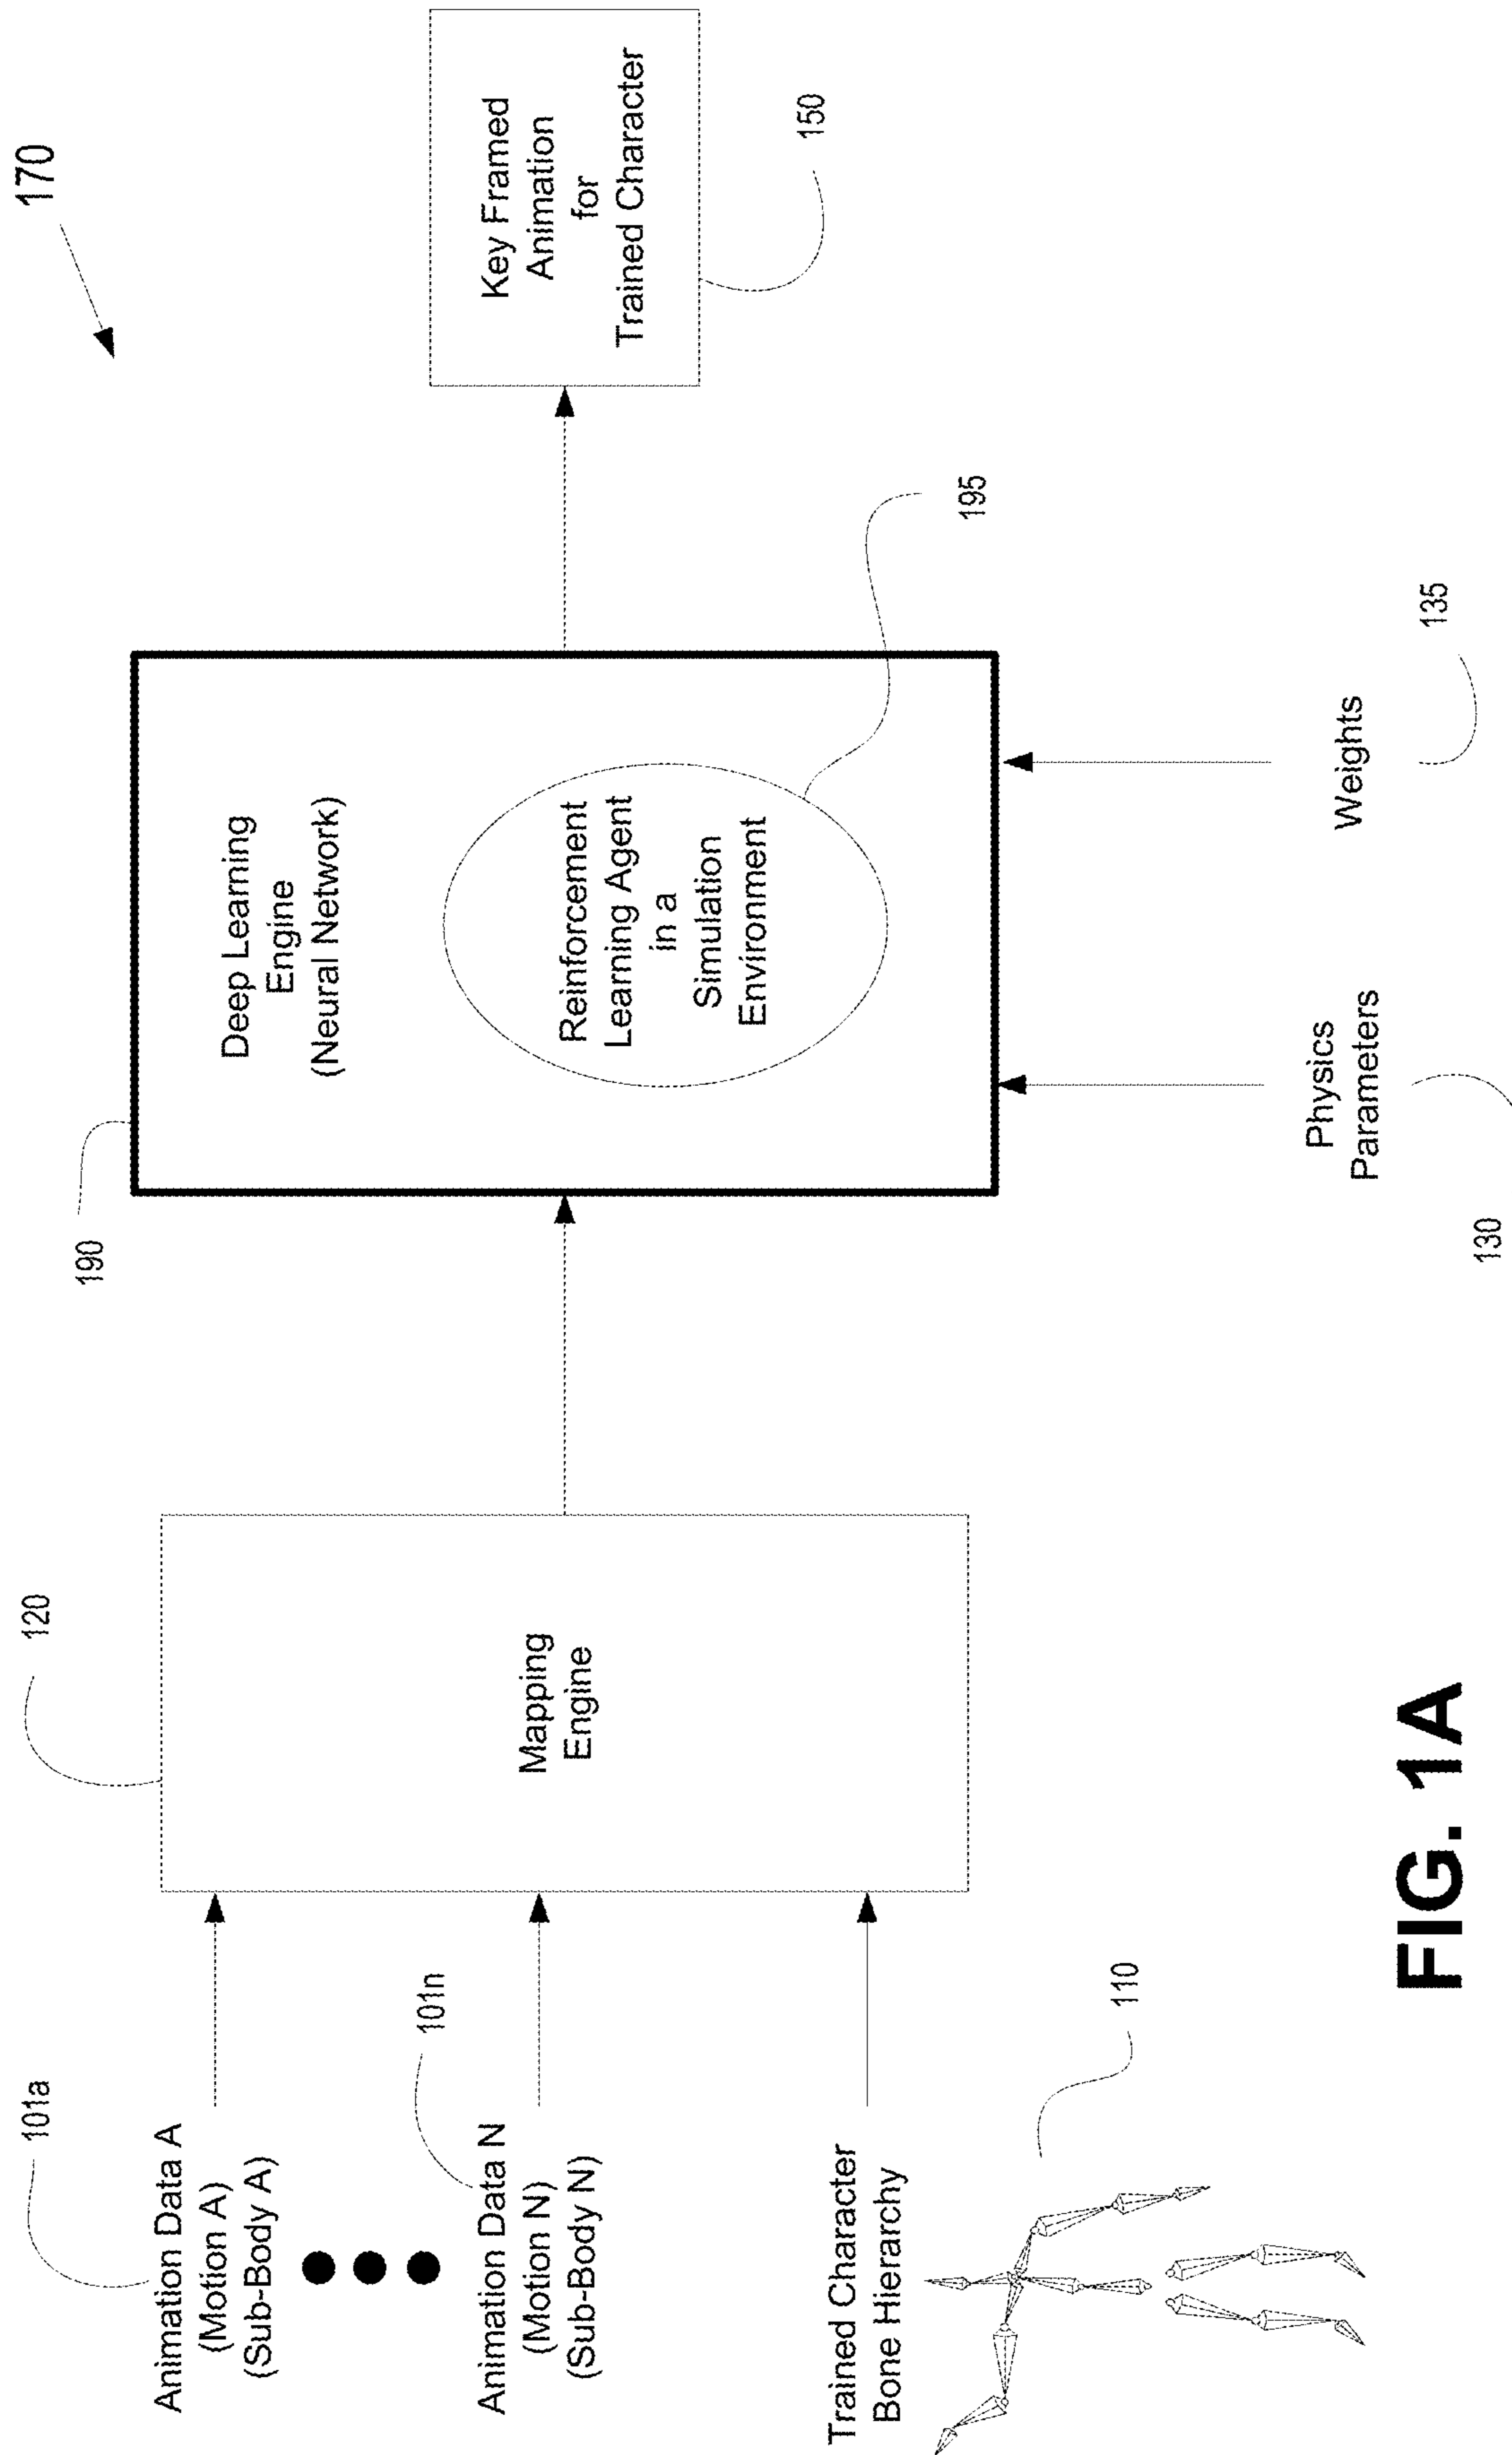 170
101a
Animation Data A
(Motion A)
(Sub-Body A)
101n
Animation Data N
(Motion N)
(Sub-Body N)
Trained Character
Bone Hierarchy
110
120
Mapping
Engine
190
Deep Learning
Engine
(Neural Network)
Reinforcement
Learning Agent
in a
Simulation
Environment
195
Physics
Parameters
130
Weights
135
Key Framed
Animation
for
Trained Character
150
FIG. 1A